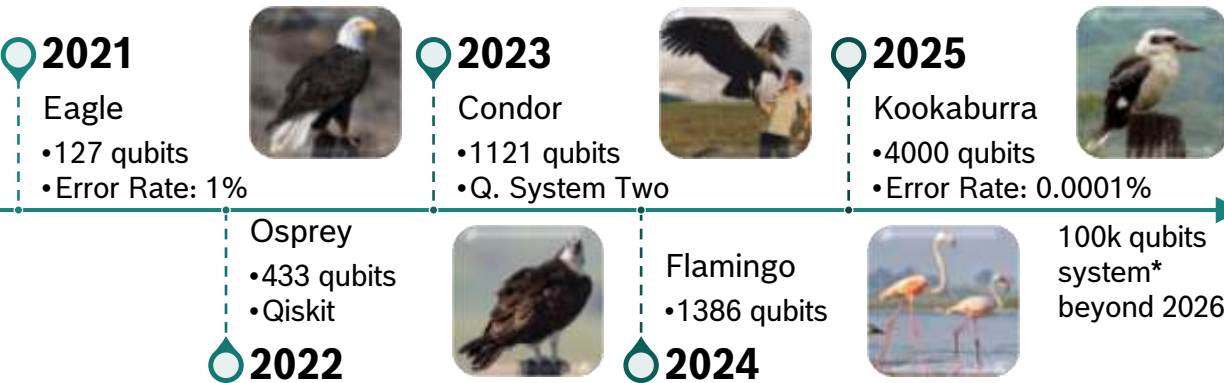 2021
Eagle
•127 qubits
•Error Rate: 1%
2023
Condor
•1121 qubits
•Q. System Two
2025
Kookaburra
•4000 qubits
•Error Rate: 0.0001%
Osprey
•433 qubits
•Qiskit
2022
Flamingo
•1386 qubits
2024
100k qubits
system*
beyond 2026